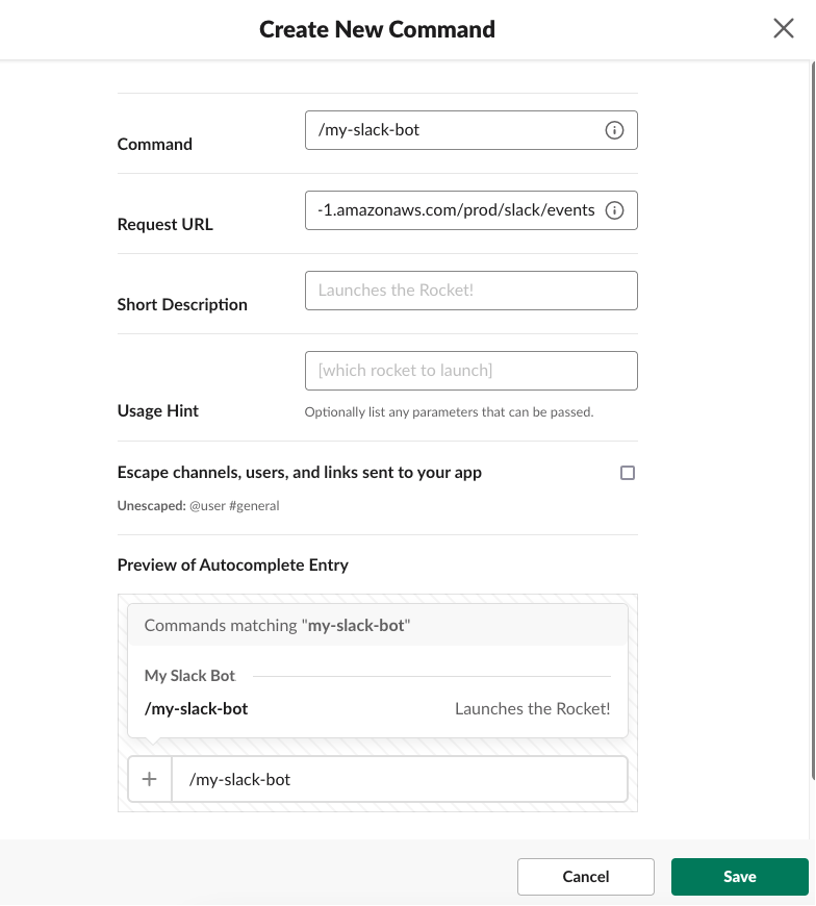 Create New Command
Command
/my-slack-bot
Request URL
-1.amazonaws.com/prod/slack/events
Short Description
Launches the Rocket!
[which rocket to launch]
Usage Hint
Optionally list any parameters that can be passed.
Escape channels, users, and links sent to your app
Unescaped: @user #general
Preview of Autocomplete Entry
Commands matching "my-slack-bot"
My Slack Bot
/my-slack-bot Launches the Rocket!
/my-slack-bot
Cancel Save